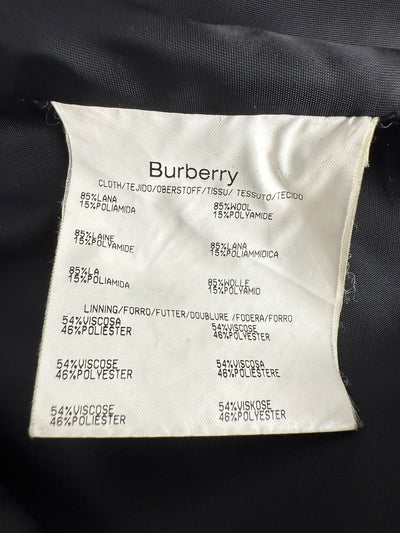 Burberry
CLOTH/TEJIDO/OBERSTOFF/TISSU/ TESSUTO/TECIDO
85%LANA
15%POLIAMIDA
85%WOOL
15%POLYAMIDE
85%LAINE
15%POLYAMIDE
85%LANA
15%POLIAMMIDICA
85%LA
15%POLIAMIDA
85%WOLLE
15%POLYAMID
LINNING/FORRO/FUTTER/DOUBLURE /FODERA/FORRO
54%VISCOSA
46%POLIESTER
54%VISCOSE
46%POLYESTER
54%VISCOSE
46%POLYESTER
54%VISCOSA
46%POLIESTERE
54%VISCOSE
46%POLYESTER
54%VISKOSE
46%POLYESTER